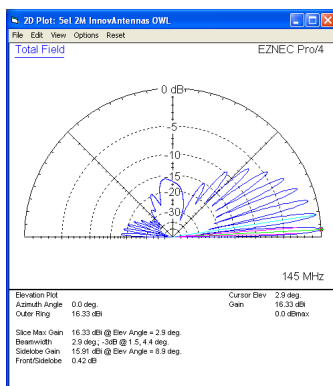 2D Plot: 5el 2M InnovAntennas OWL
File Edit View Options Reset
Total Field
EZNEC Pro/4
0 dB
-5
-10
-15
-20
-30
145 MHz
Elevation Plot
Cursor Elev 2.9 deg.
Azimuth Angle 0.0 deg.
Gain 16.33 dBi
Outer Ring 16.33 dBi
0.0 dBmax
Slice Max Gain 16.33 dBi @ Elev Angle = 2.9 deg.
Beamwidth 2.9 deg.; -3dB @ 1.5, 4.4 deg.
Sidelobe Gain 15.91 dBi @ Elev Angle = 8.9 deg.
Front/Sidelobe 0.42 dB